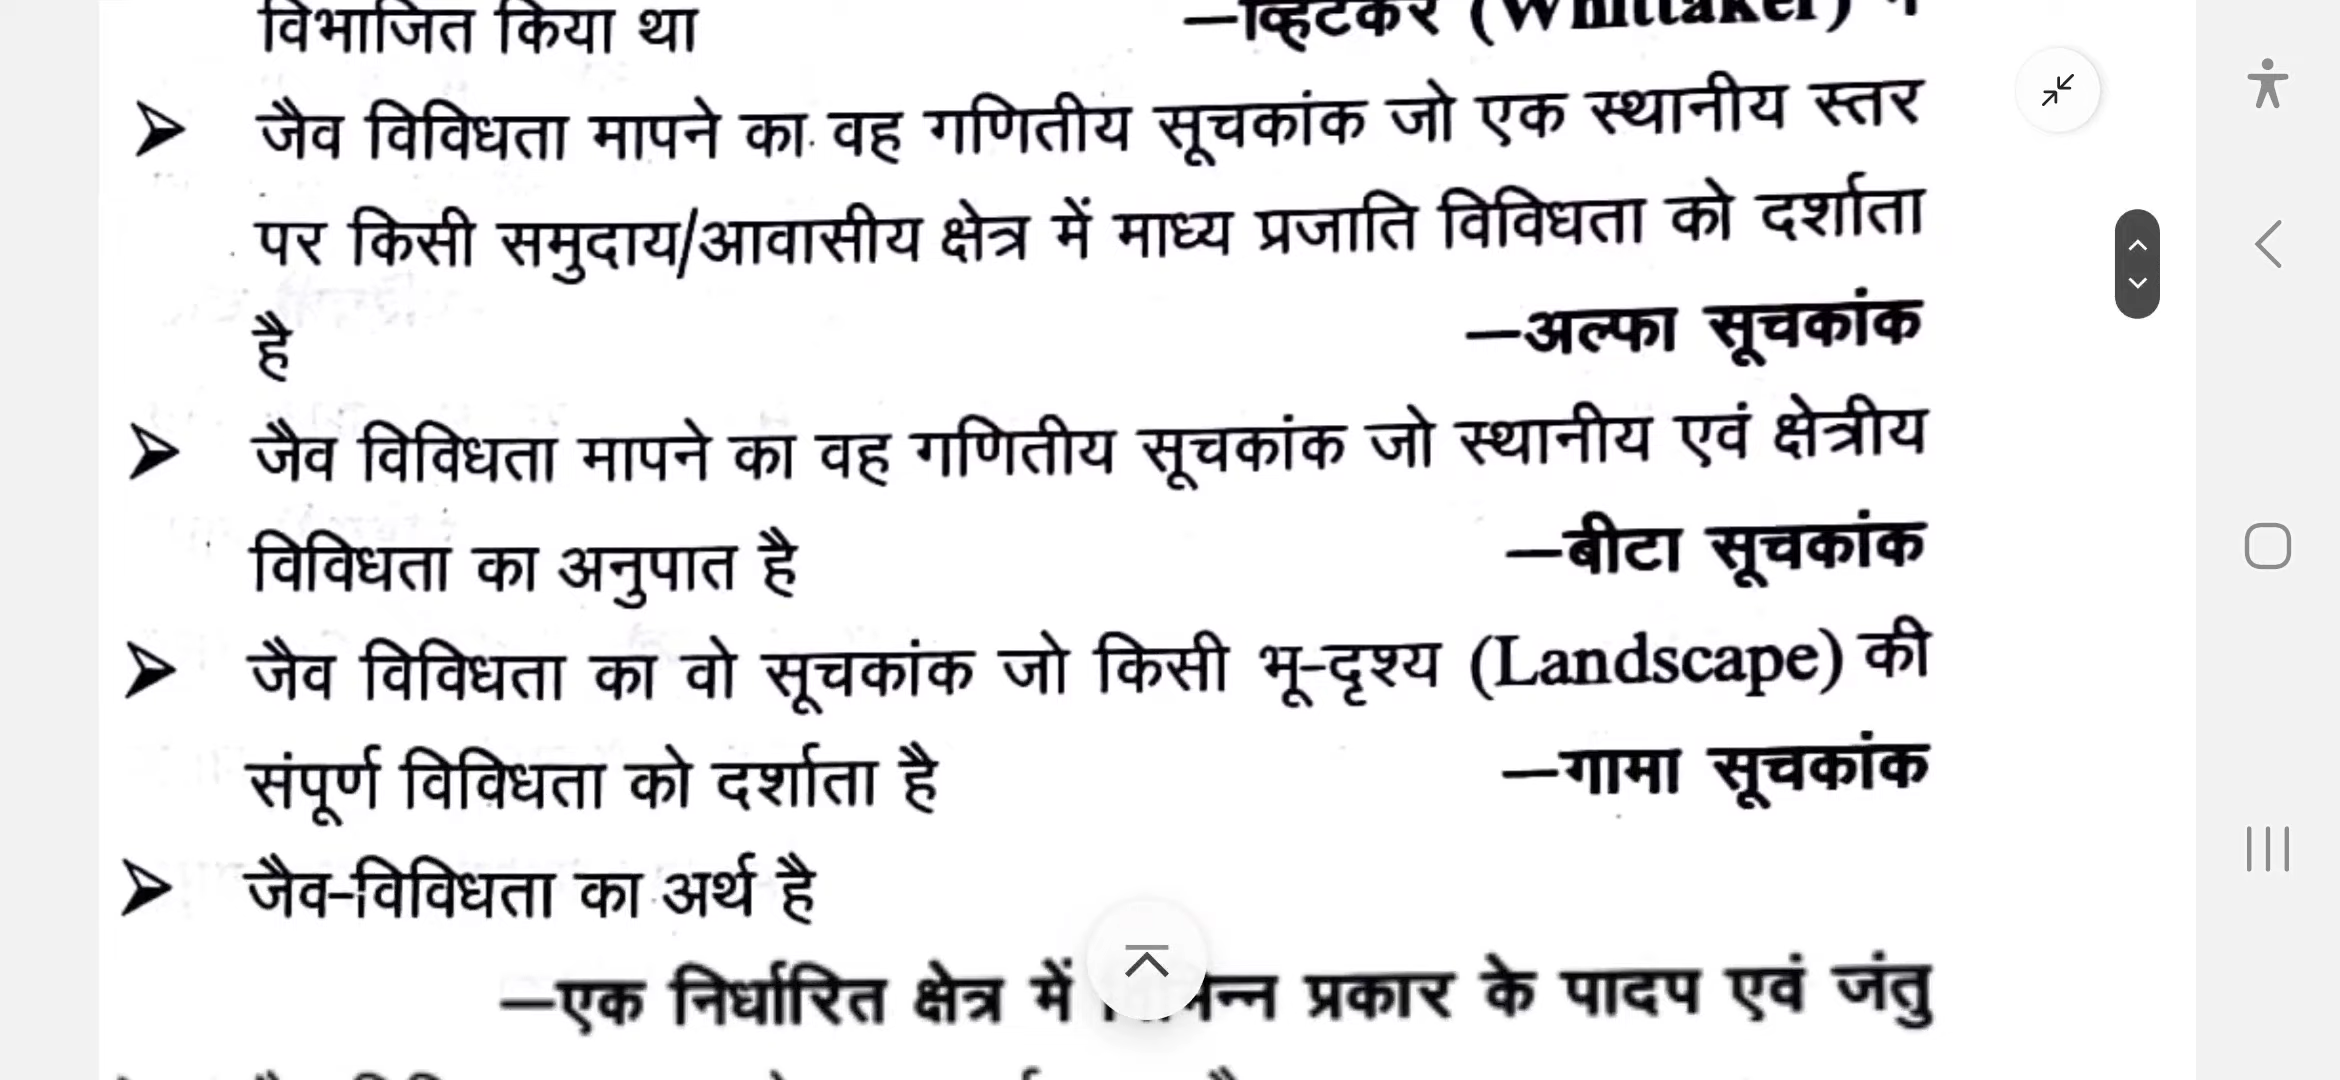 विभाजित किया था —व्हिटकर (Whittaker) ने
जैव विविधता मापने का वह गणितीय सूचकांक जो एक स्थानीय स्तर
पर किसी समुदाय/आवासीय क्षेत्र में माध्य प्रजाति विविधता को दर्शाता
है —अल्फा सूचकांक
जैव विविधता मापने का वह गणितीय सूचकांक जो स्थानीय एवं क्षेत्रीय
विविधता का अनुपात है —बीटा सूचकांक
जैव विविधता का वो सूचकांक जो किसी भू-दृश्य (Landscape) की
संपूर्ण विविधता को दर्शाता है —गामा सूचकांक
जैव-विविधता का अर्थ है
—एक निर्धारित क्षेत्र में प्रकार के पादप एवं जंतु